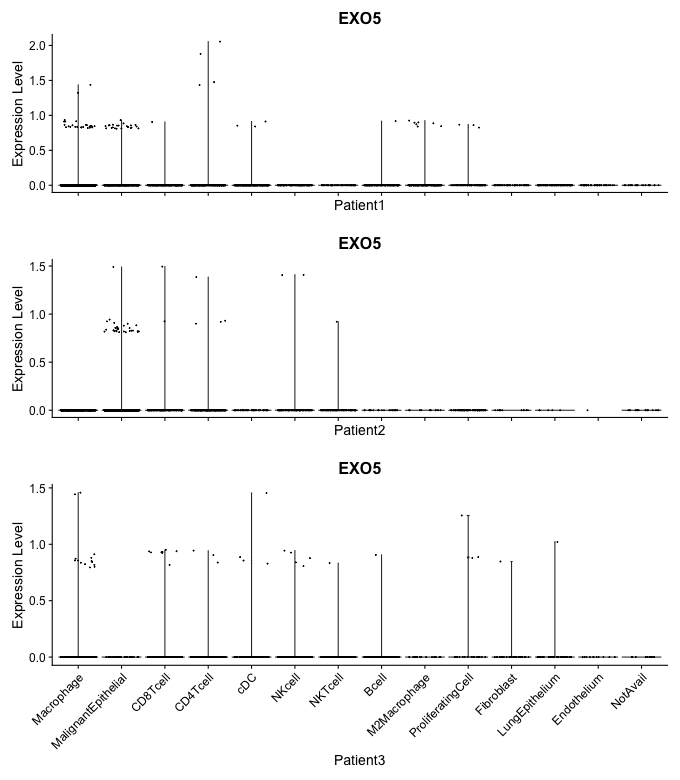 EXO5
Expression Level
2.0
1.5
1.0
0.5
0.0
Patient1
EXO5
Expression Level
1.5
1.0
0.5
0.0
Patient2
EXO5
Expression Level
1.5
1.0
0.5
0.0
Macrophage
MalignantEpithelial
CD8Tcell
CD4Tcell
cDC
NKcell
NKTcell
Bcell
M2Macrophage
ProliferatingCell
Fibroblast
LungEpithelium
Endothelium
NotAvail
Patient3